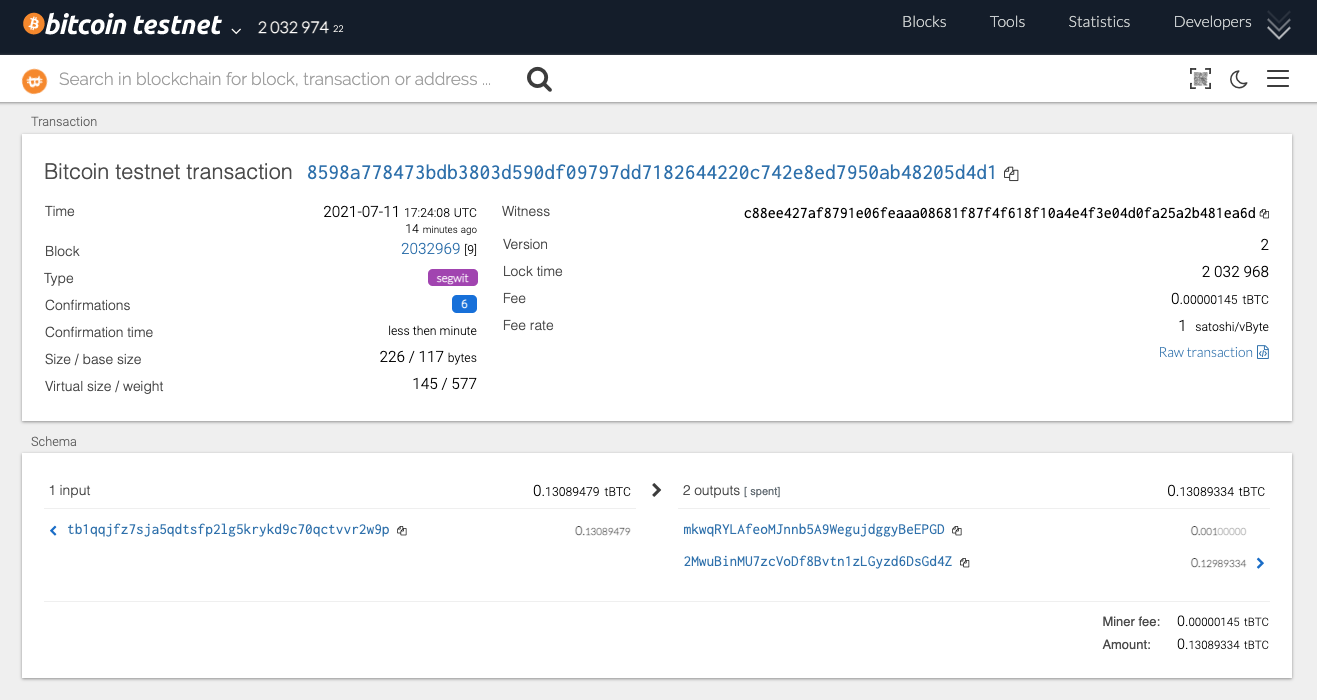 bitcoin testnet 2 032 974 22 Blocks Tools Statistics Developers
Search in blockchain for block, transaction or address ...
Transaction
Bitcoin testnet transaction 8598a778473bdb3803d590df09797dd7182644220c742e8ed7950ab48205d4d1
Time 2021-07-11 17:24:08 UTC
14 minutes ago
Block 2032969 [9]
Type segwit
Confirmations 6
Confirmation time less then minute
Size / base size 226 / 117 bytes
Virtual size / weight 145 / 577
Witness c88ee427af8791e06feaaa08681f87f4f618f10a4e4f3e04d0fa25a2b481ea6d
Version 2
Lock time 2 032 968
Fee 0.00000145 tBTC
Fee rate 1 satoshi/vByte
Raw transaction
Schema
1 input 0.13089479 tBTC
tb1qqjfz7sja5qdtsfp2lg5krykd9c70qctvvr2w9p 0.13089479
2 outputs [ spent] 0.13089334 tBTC
mkwqRYLAfeoMJnnb5A9WegujdggyBeEPGD 0.00100000
2MwuBinMU7zcVoDf8Bvtn1zLGyzd6DsGd4Z 0.12989334
Miner fee: 0.00000145 tBTC
Amount: 0.13089334 tBTC